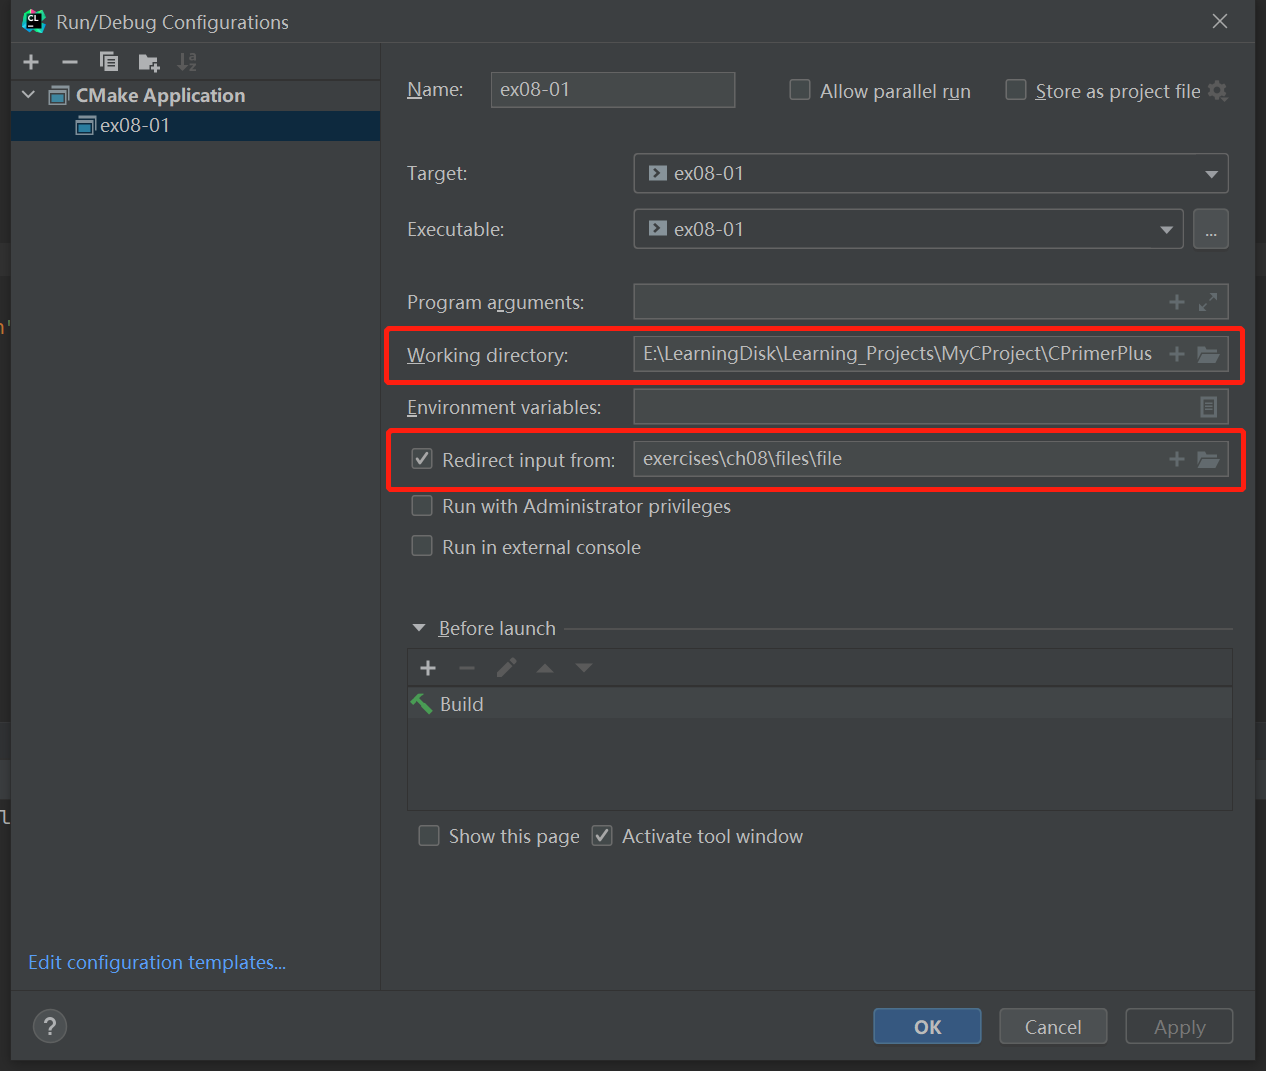 Run/Debug Configurations
CMake Application
ex08-01
Name: ex08-01 Allow parallel run Store as project file
Target: ex08-01
Executable: ex08-01 ...
Program arguments:
Working directory: E:\LearningDisk\Learning_Projects\MyCProject\CPrimerPlus
Environment variables:
Redirect input from: exercises\ch08\files\file
Run with Administrator privileges
Run in external console
Before launch
Build
Show this page Activate tool window
Edit configuration templates...
? OK Cancel Apply